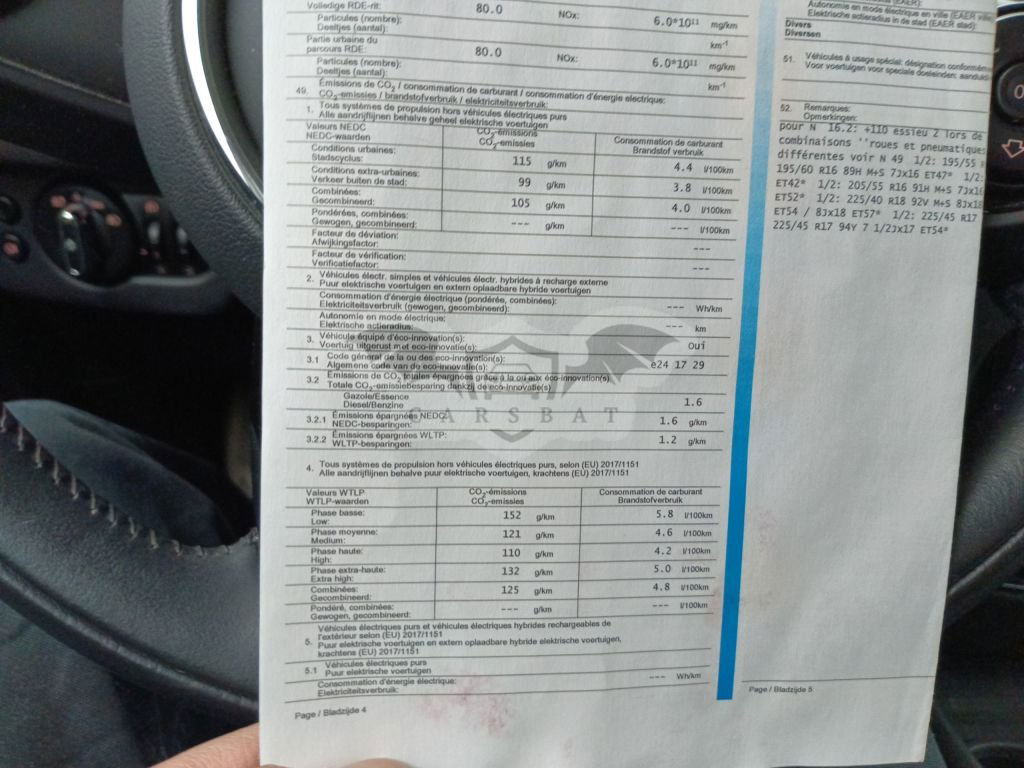 Volledige RDE-rit:
80.0
NOx:
6.0*10¹¹ mg/km
Particules (nombre):
Deeltjes (aantal):
km⁻¹
Partie urbaine du
parcours RDE:
80.0
NOx:
6.0*10¹¹ mg/km
Particules (nombre):
Deeltjes (aantal):
km⁻¹
49. Émissions de CO₂ / consommation de carburant / consommation d'énergie électrique:
CO₂-emissies / brandstofverbruik / elektriciteitsverbruik:
1. Tous systèmes de propulsion hors véhicules électriques purs
Alle aandrijflijnen behalve geheel elektrische voertuigen
Valeurs NEDC CO₂-émissions Consommation de carburant
NEDC-waarden CO₂-emissies Brandstof verbruik
Conditions urbaines: 115 g/km 4.4 l/100km
Stadscyclus:
Conditions extra-urbaines: 99 g/km 3.8 l/100km
Verkeer buiten de stad:
Combinées: 105 g/km 4.0 l/100km
Gecombineerd:
Pondérées, combinées: --- g/km --- l/100km
Gewogen, gecombineerd:
Facteur de déviation: ---
Afwijkingsfactor:
Facteur de vérification: ---
Verificatiefactor:
2. Véhicules électr. simples et véhicules électr. hybrides à recharge externe
Puur elektrische voertuigen en extern oplaadbare hybride voertuigen
Consommation d'énergie électrique (pondérée, combinées): --- Wh/km
Elektriciteitsverbruik (gewogen, gecombineerd):
Autonomie en mode électrique: --- km
Elektrische actieradius:
3. Véhicule équipé d'éco-innovation(s): oui
Voertuig uitgerust met eco-innovatie(s):
3.1 Code général de la ou des eco-innovation(s): e24 17 29
Algemene code van de eco-innovatie(s):
3.2 Émissions de CO₂ totales épargnées grâce à la ou aux éco-innovation(s)
Totale CO₂-emissiebesparing dankzij de eco-innovatie(s)
Gazole/Essence 1.6
Diesel/Benzine
CARSBAT
3.2.1 Émissions épargnées NEDC: 1.6 g/km
NEDC-besparingen:
3.2.2 Émissions épargnées WLTP: 1.2 g/km
WLTP-besparingen:
4. Tous systèmes de propulsion hors véhicules électriques purs, selon (EU) 2017/1151
Alle aandrijflijnen behalve puur elektrische voertuigen, krachtens (EU) 2017/1151
Valeurs WTLP CO₂-émissions Consommation de carburant
WTLP-waarden CO₂-emissies Brandstofverbruik
Phase basse: 152 g/km 5.8 l/100km
Low:
Phase moyenne: 121 g/km 4.6 l/100km
Medium:
Phase haute: 110 g/km 4.2 l/100km
High:
Phase extra-haute: 132 g/km 5.0 l/100km
Extra high:
Combinées: 125 g/km 4.8 l/100km
Gecombineerd:
Pondéré, combinées: --- g/km --- l/100km
Gewogen, gecombineerd:
5. Véhicules électriques purs et véhicules électriques hybrides rechargeables de
l'extérieur selon (EU) 2017/1151
Puur elektrische voertuigen en extern oplaadbare hybride elektrische voertuigen,
krachtens (EU) 2017/1151
5.1 Véhicules électriques purs
Puur elektrische voertuigen
Consommation d'énergie électrique: --- Wh/km
Elektriciteitsverbruik:
Page / Bladzijde 4
Autonomie en mode électrique en ville (EAER
Elektrische actieradius in de stad (EAER stad):
Divers
Diversen
51. Véhicules à usage spécial: désignation
Voor voertuigen voor speciale doeleinden:
52. Remarques:
Opmerkingen:
pour N 16.2: +110 essieu 2 lors de
combinaisons ''roues et pneumatiques
différentes voir N 49 1/2: 195/55
195/60 R16 89H M+S 7Jx16 ET47* 1/2:
ET42* 1/2: 205/55 R16 91H M+S 7Jx16
ET52* 1/2: 225/40 R18 92V M+S 8Jx18
ET54 / 8Jx18 ET57* 1/2: 225/45 R17
225/45 R17 94Y 7 1/2Jx17 ET54*
Page / Bladzijde 5